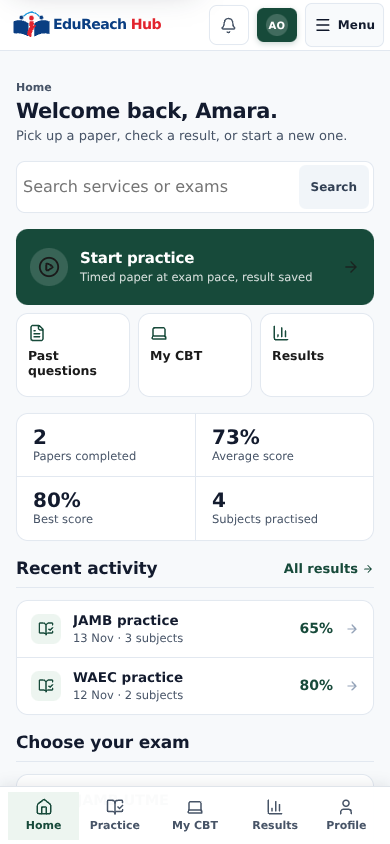 EduReach Hub
AO
Menu
Home
Welcome back, Amara.
Pick up a paper, check a result, or start a new one.
Search services or exams
Search
Start practice
Timed paper at exam pace, result saved
Past
questions
My CBT
Results
2
Papers completed
73%
Average score
80%
Best score
4
Subjects practised
Recent activity
All results
JAMB practice
13 Nov · 3 subjects
65%
WAEC practice
12 Nov · 2 subjects
80%
Choose your exam
Home
Practice
My CBT
Results
Profile